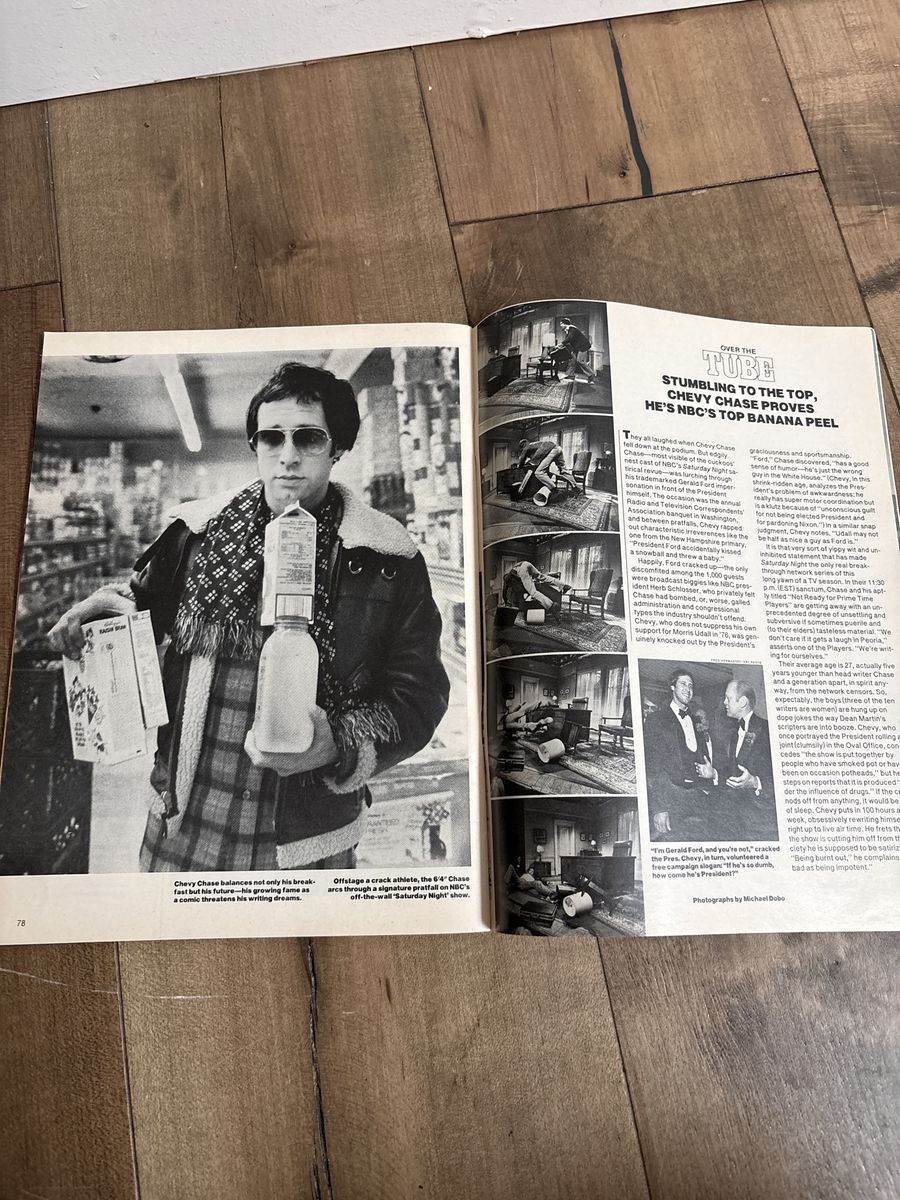 Kellogg's
RAISIN BRAN
Chevy Chase balances not only his break-
fast but his future—his growing fame as
a comic threatens his writing dreams.
Offstage a crack athlete, the 6'4" Chase
arcs through a signature pratfall on NBC's
off-the-wall 'Saturday Night' show.
78
OVER THE
TUBE
STUMBLING TO THE TOP,
CHEVY CHASE PROVES
HE'S NBC'S TOP BANANA PEEL
They all laughed when Chevy Chase
fell down at the podium. But edgily.
Chase—most visible of the cuckoos'
nest cast of NBC's Saturday Night sa-
tirical revue—was lurching through
his trademarked Gerald Ford imper-
sonation in front of the President
himself. The occasion was the annual
Radio and Television Correspondents'
Association banquet in Washington,
and between pratfalls, Chevy rapped
out characteristic irreverences like the
one from the New Hampshire primary,
"President Ford accidentally kissed
a snowball and threw a baby."
Happily, Ford cracked up—the only
discomfited among the 1,000 guests
were broadcast biggies like NBC pres-
ident Herb Schlosser, who privately felt
Chase had bombed, or, worse, galled
administration and congressional
types the industry shouldn't offend.
Chevy, who does not suppress his own
support for Morris Udall in '76, was gen-
uinely knocked out by the President's
"I'm Gerald Ford, and you're not," cracked
the Pres. Chevy, in turn, volunteered a
free campaign slogan: "If he's so dumb,
how come he's President?"
graciousness and sportsmanship.
"Ford," Chase discovered, "has a good
sense of humor—he's just the wrong
guy in the White House." (Chevy, in this
shrink-ridden age, analyzes the Pres-
ident's problem of awkwardness: he
really has super motor coordination but
is a klutz because of "unconscious guilt
for not being elected President and
for pardoning Nixon.") In a similar snap
judgment, Chevy notes, "Udall may not
be half as nice a guy as Ford is."
It is that very sort of yippy wit and un-
inhibited statement that has made
Saturday Night the only real break-
through network series of this
long yawn of a TV season. In their 11:30
p.m. (EST) sanctum, Chase and his apt-
ly titled "Not Ready for Prime Time
Players" are getting away with an un-
precedented degree of unsettling and
subversive if sometimes puerile and
(to their elders) tasteless material. "We
don't care if it gets a laugh in Peoria,"
asserts one of the Players. "We're writ-
ing for ourselves."
Their average age is 27, actually five
years younger than head writer Chase
and a generation apart, in spirit any-
way, from the network censors. So,
expectably, the boys (three of the ten
writers are women) are hung up on
dope jokes the way Dean Martin's
scripters are into booze. Chevy, who
once portrayed the President rolling a
joint (clumsily) in the Oval Office, con-
cedes "the show is put together by
people who have smoked pot or hav
been on occasion potheads," but he
steps on reports that it is produced "
der the influence of drugs." If the c
nods off from anything, it would be
of sleep. Chevy puts in 100 hours a
week, obsessively rewriting himse
right up to live air time. He frets th
the show is cutting him off from th
ciety he is supposed to be satiriz
"Being burnt out," he complains
bad as being impotent."
Photographs by Michael Dobo